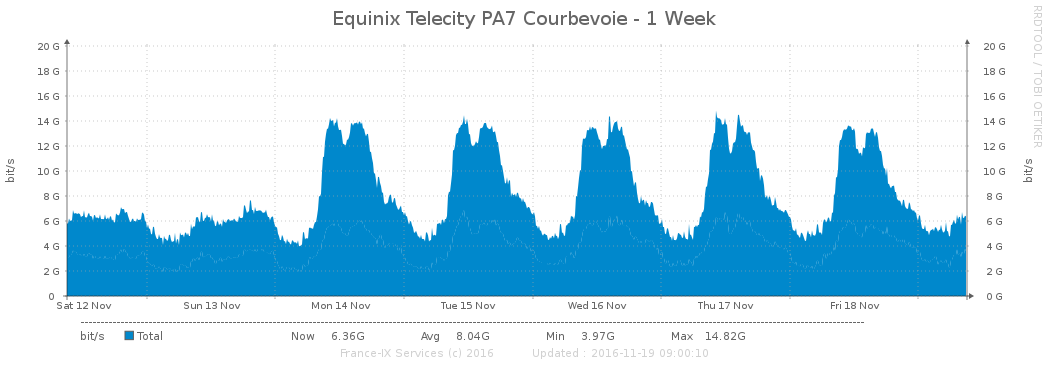 Equinix Telecity PA7 Courbevoie - 1 Week
RRDTOOL / TOBI OETIKER
20 G 20 G
18 G 18 G
16 G 16 G
14 G 14 G
12 G 12 G
10 G 10 G
8 G 8 G
6 G 6 G
4 G 4 G
2 G 2 G
0 0 G
bit/s bit/s
Sat 12 Nov Sun 13 Nov Mon 14 Nov Tue 15 Nov Wed 16 Nov Thu 17 Nov Fri 18 Nov
bit/s Total Now 6.36G Avg 8.04G Min 3.97G Max 14.82G
France-IX Services (c) 2016 Updated : 2016-11-19 09:00:10